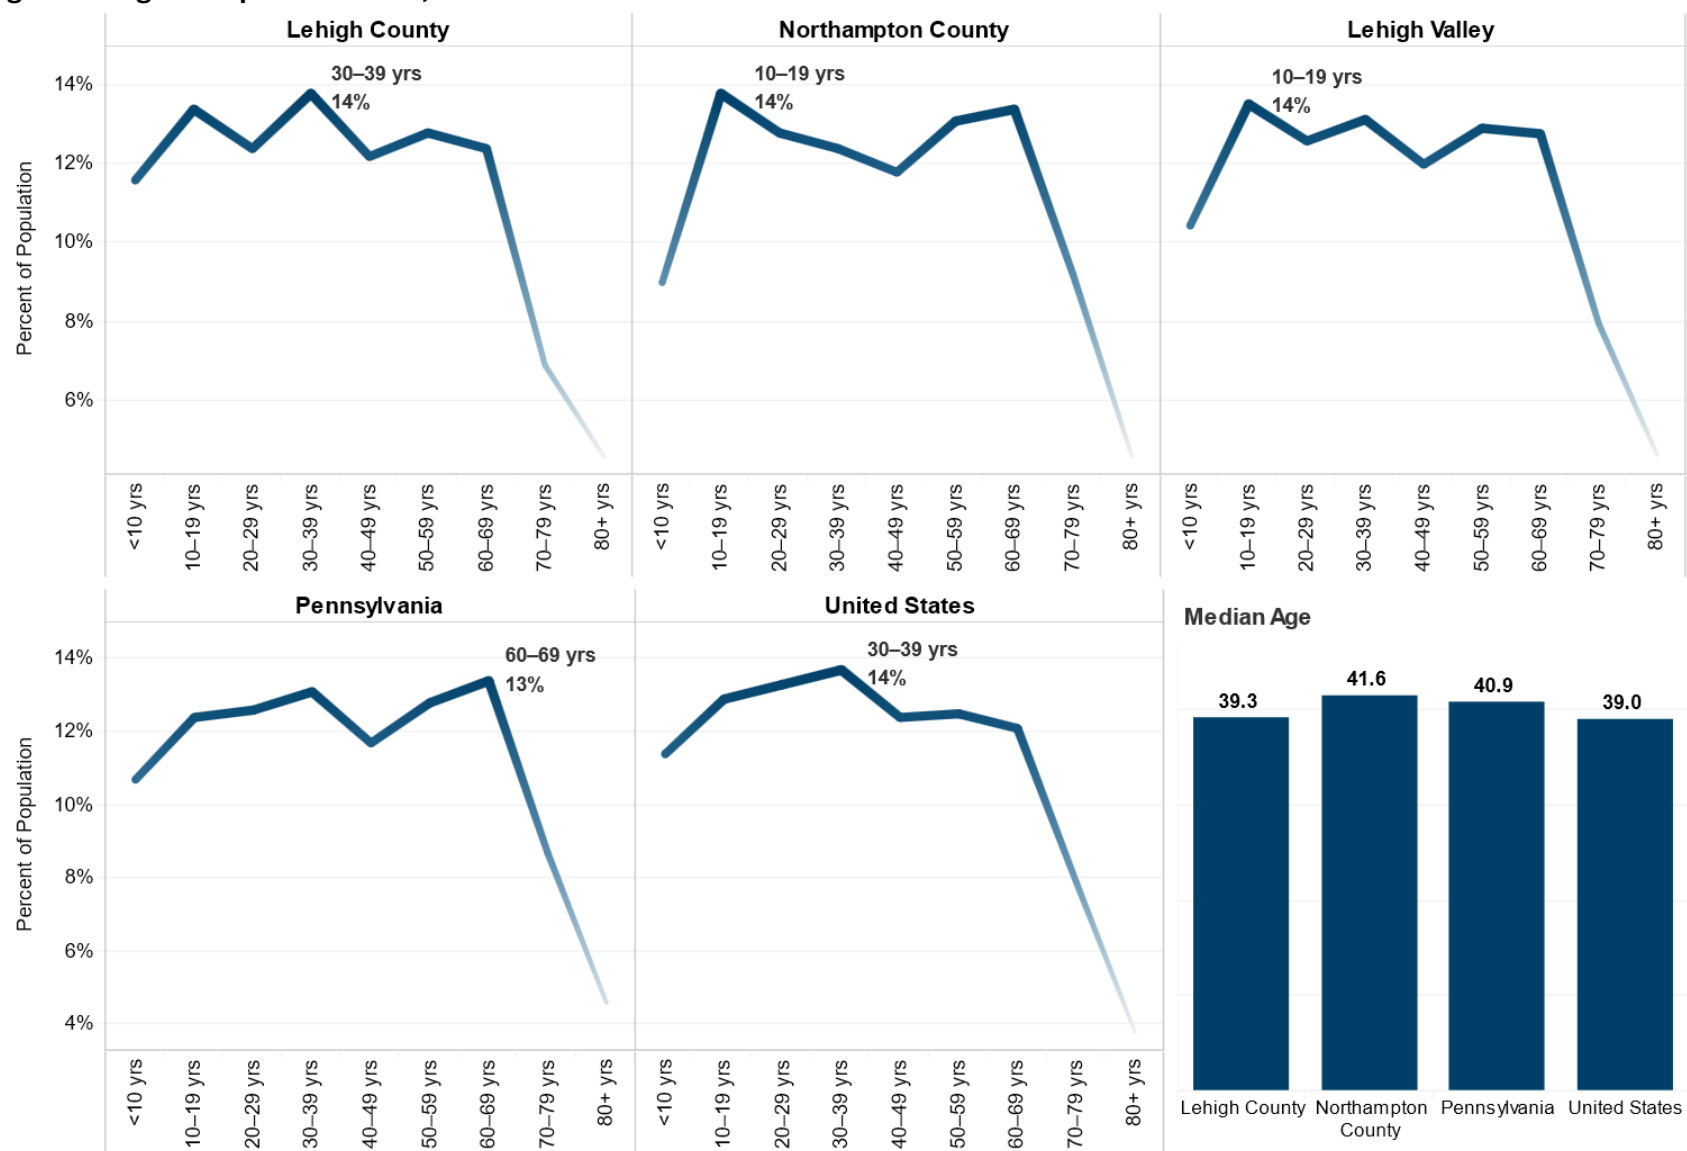 Lehigh County
Northampton County
Lehigh Valley
Percent of Population
14%
12%
10%
8%
6%
30–39 yrs
14%
10–19 yrs
14%
10–19 yrs
14%
<10 yrs
10–19 yrs
20–29 yrs
30–39 yrs
40–49 yrs
50–59 yrs
60–69 yrs
70–79 yrs
80+ yrs
<10 yrs
10–19 yrs
20–29 yrs
30–39 yrs
40–49 yrs
50–59 yrs
60–69 yrs
70–79 yrs
80+ yrs
<10 yrs
10–19 yrs
20–29 yrs
30–39 yrs
40–49 yrs
50–59 yrs
60–69 yrs
70–79 yrs
80+ yrs
Pennsylvania
United States
Percent of Population
14%
12%
10%
8%
6%
4%
60–69 yrs
13%
30–39 yrs
14%
<10 yrs
10–19 yrs
20–29 yrs
30–39 yrs
40–49 yrs
50–59 yrs
60–69 yrs
70–79 yrs
80+ yrs
<10 yrs
10–19 yrs
20–29 yrs
30–39 yrs
40–49 yrs
50–59 yrs
60–69 yrs
70–79 yrs
80+ yrs
Median Age
39.3
41.6
40.9
39.0
Lehigh County
Northampton
County
Pennsylvania
United States